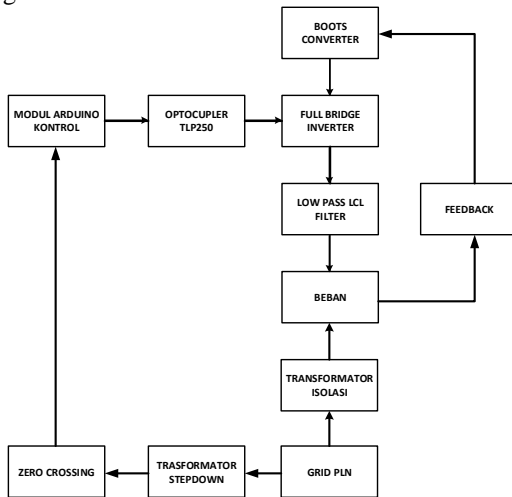 BOOTS
CONVERTER
MODUL ARDUINO
KONTROL
OPTOCUPLER
TLP250
FULL BRIDGE
INVERTER
LOW PASS LCL
FILTER
FEEDBACK
BEBAN
TRANSFORMATOR
ISOLASI
ZERO CROSSING
TRASFORMATOR
STEPDOWN
GRID PLN